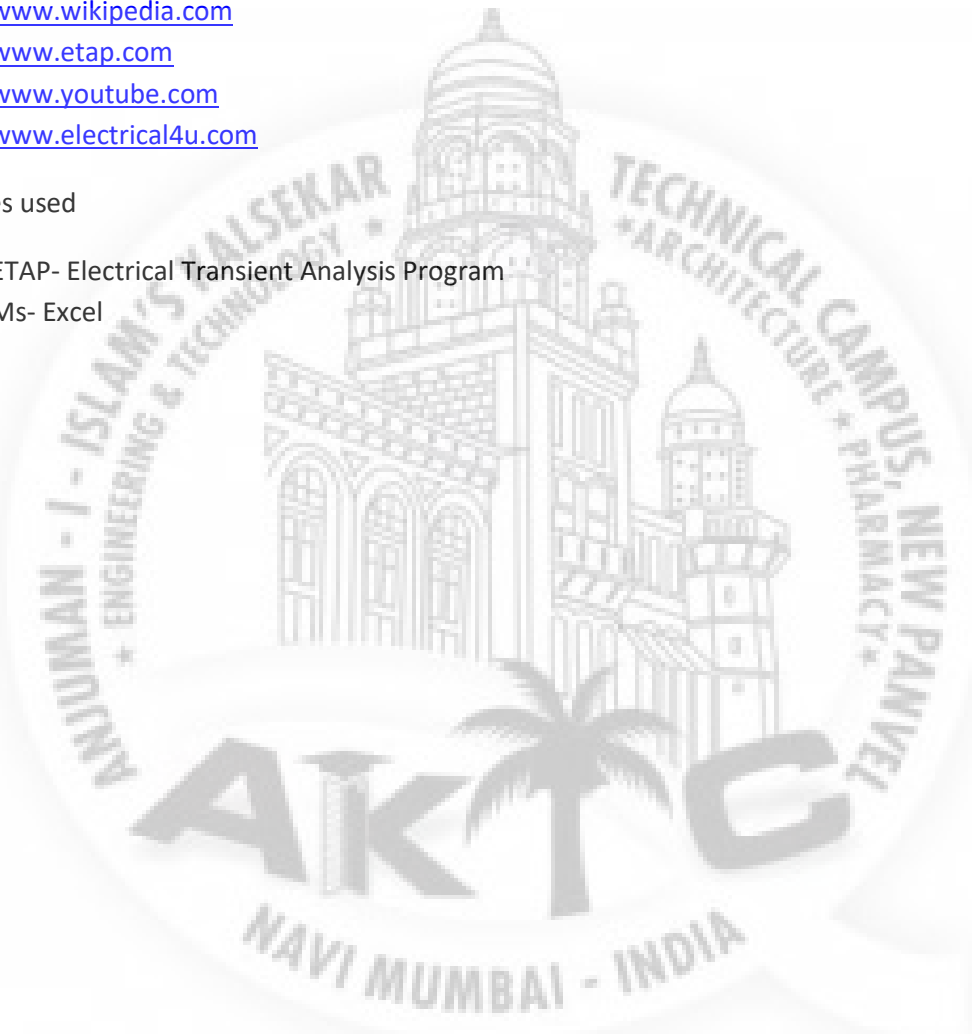 www.wikipedia.com
www.etap.com
www.youtube.com
www.electrical4u.com
es used
ETAP- Electrical Transient Analysis Program
Ms- Excel
ANJUMAN - I - ISLAM'S KALSEKAR TECHNICAL CAMPUS, NEW PANVEL
* ENGINEERING & TECHNOLOGY * *ARCHITECTURE * PHARMACY*
AKTC
NAVI MUMBAI - INDIA